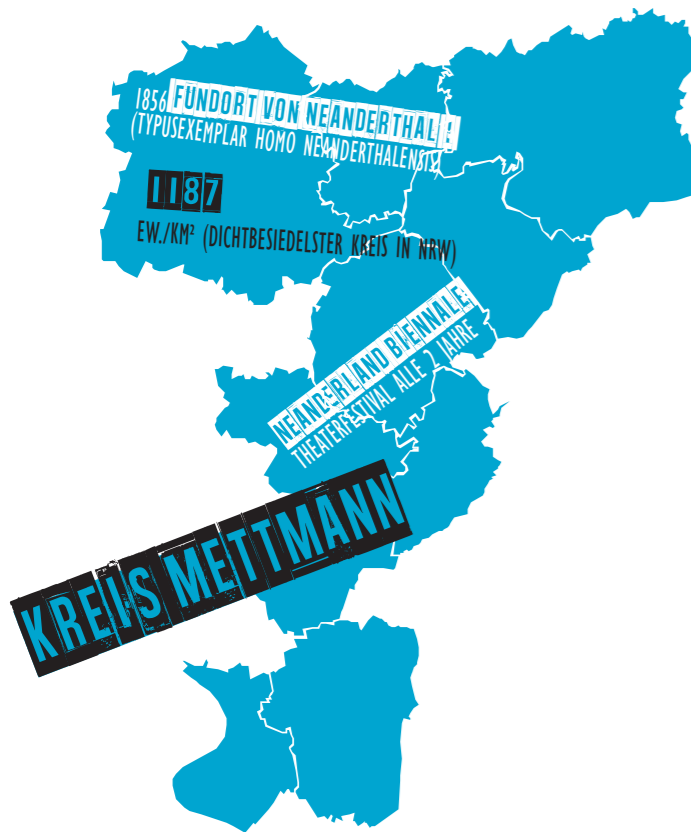 1856 FUNDORT VON NEANDERTHAL !
(TYPUSEXEMPLAR HOMO NEANDERTHALENSIS)
1187
EW./KM² (DICHTBESIEDELSTER KREIS IN NRW)
NEANDERLAND BIENNALE:
THEATERFESTIVAL ALLE 2 JAHRE
KREIS METTMANN